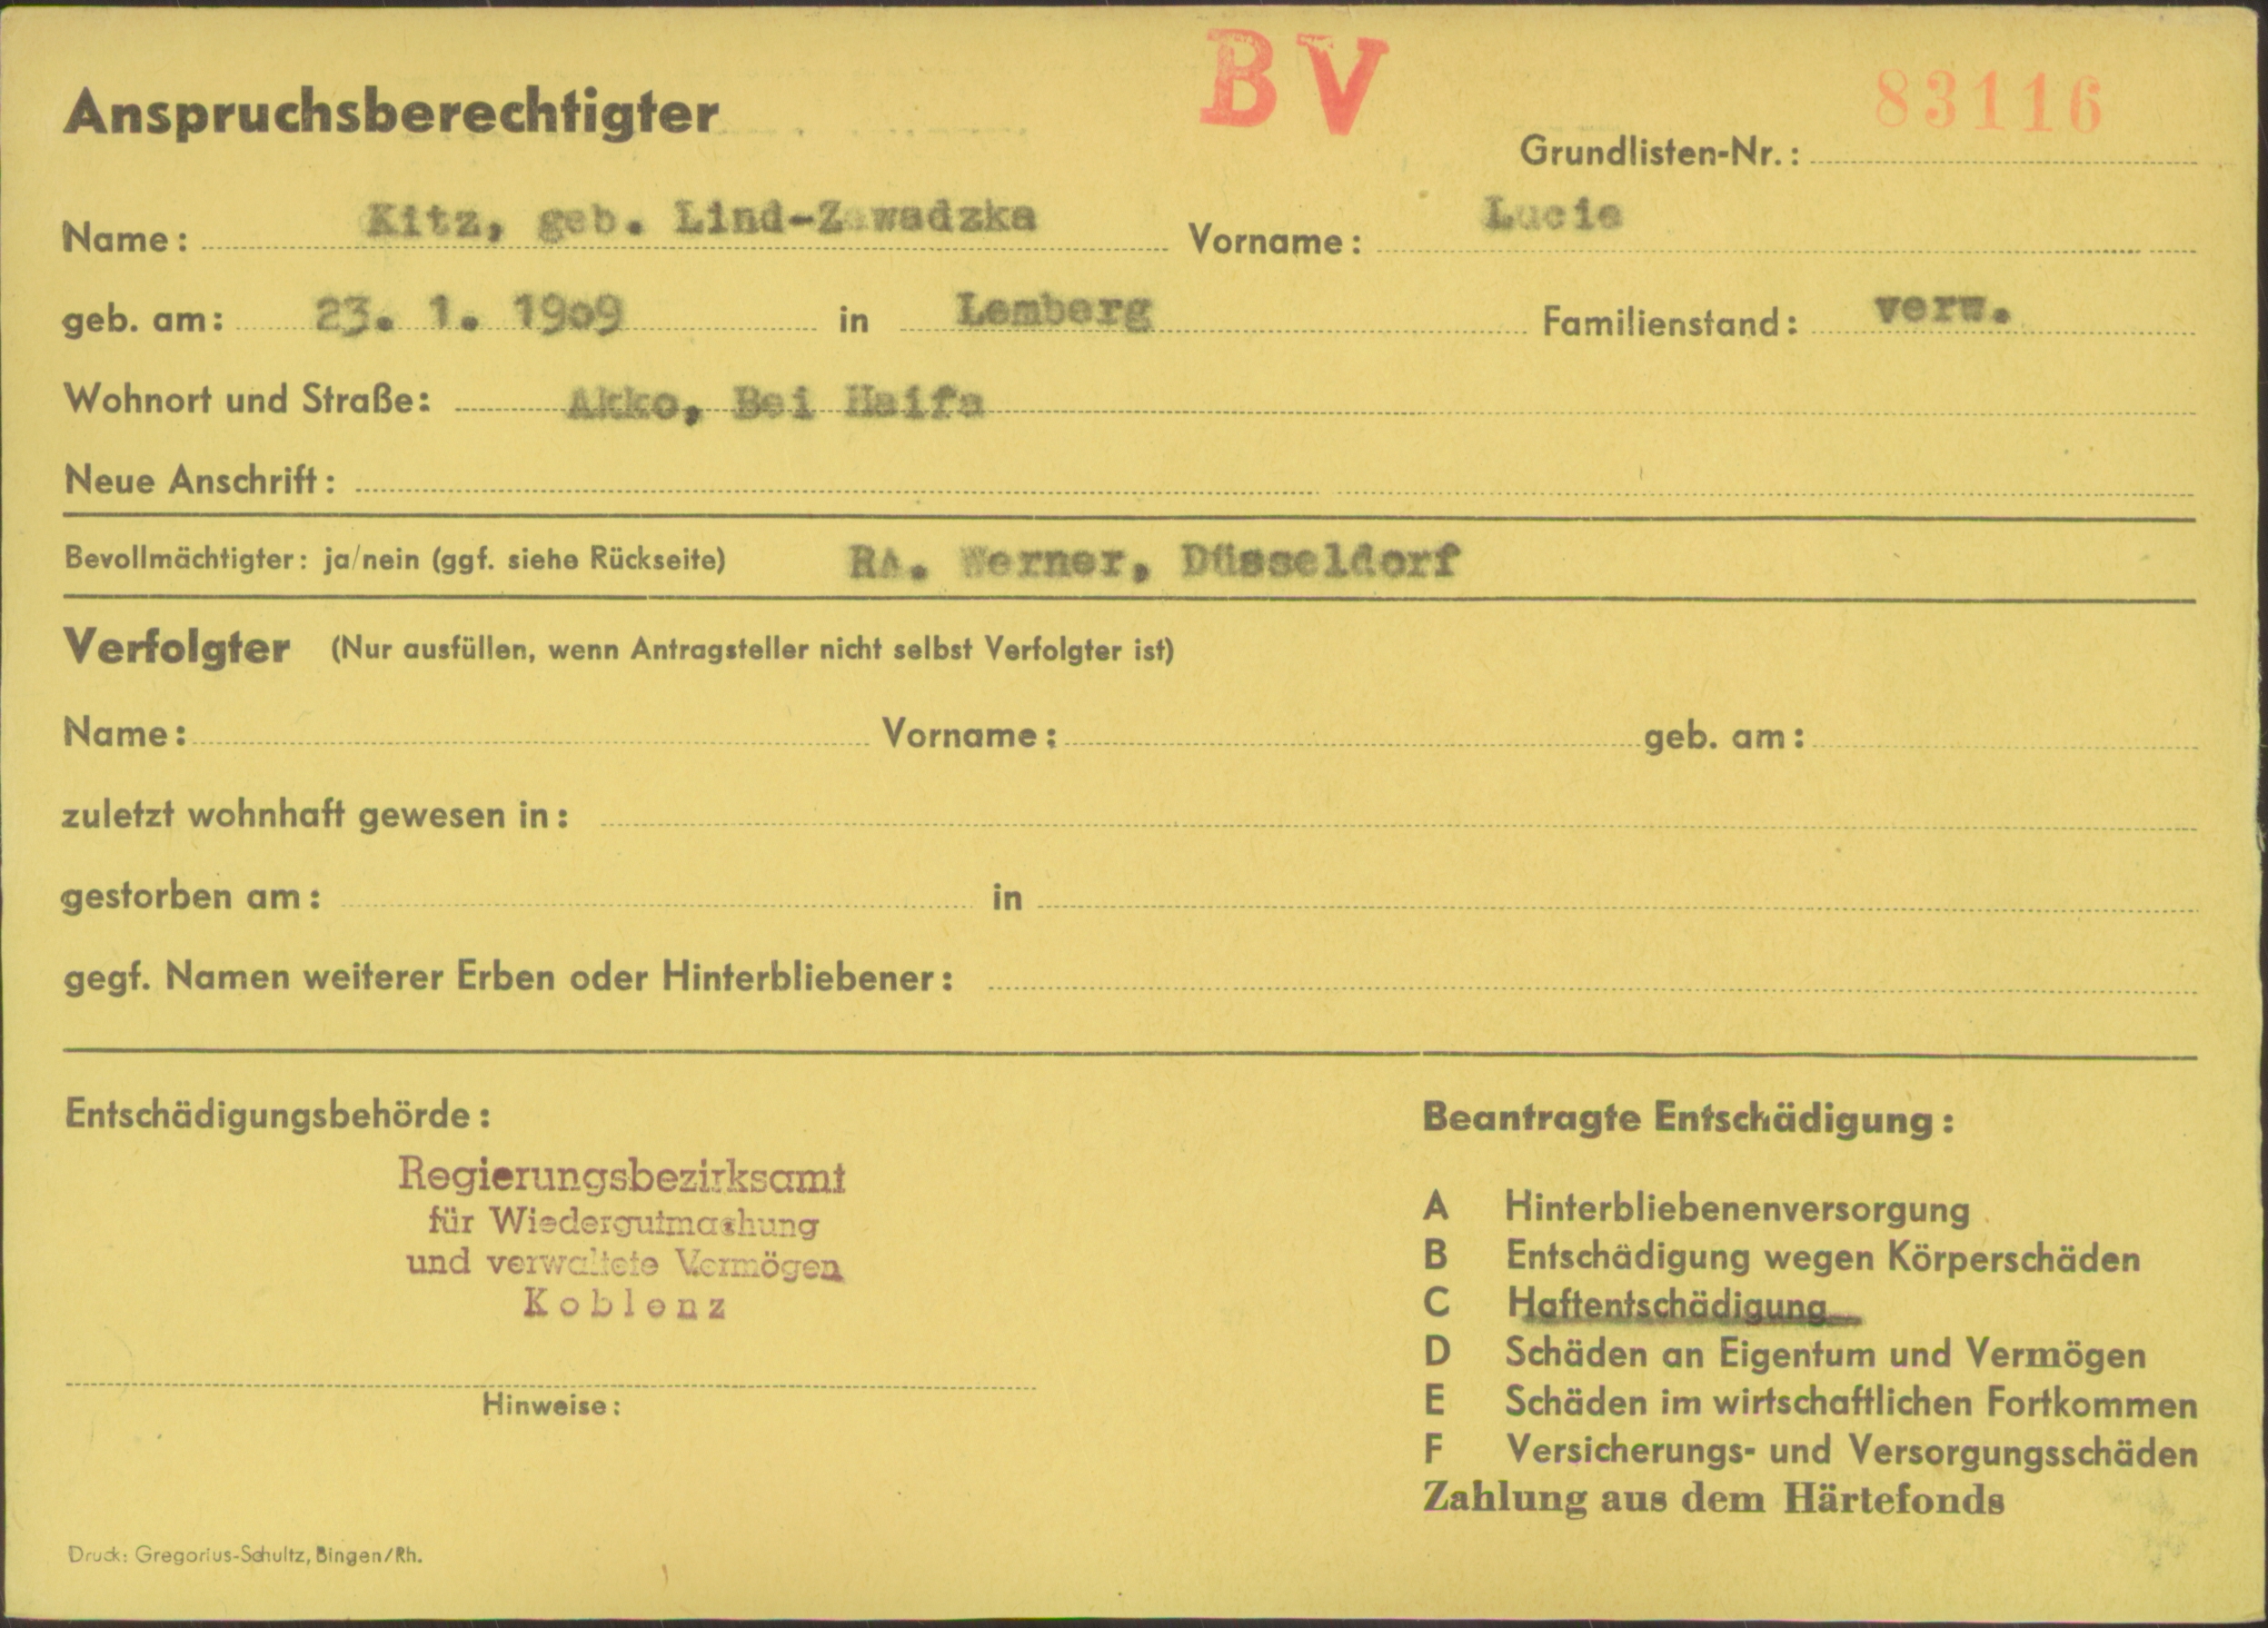 BV
83116
Anspruchsberechtigter
Grundlisten-Nr.:
Name: Kitz, geb. Lind-Zawadzka Vorname: Lucie
geb. am: 23. 1. 1909 in Lemberg Familienstand: verw.
Wohnort und Straße: Akko, Bei Haifa
Neue Anschrift:
Bevollmächtigter: ja/nein (ggf. siehe Rückseite) RA. Werner, Düsseldorf
Verfolgter (Nur ausfüllen, wenn Antragsteller nicht selbst Verfolgter ist)
Name: Vorname: geb. am:
zuletzt wohnhaft gewesen in:
gestorben am: in
gegf. Namen weiterer Erben oder Hinterbliebener:
Entschädigungsbehörde:
Regierungsbezirksamt
für Wiedergutmachung
und verwaltete Vermögen
Koblenz
Hinweise:
Beantragte Entschädigung:
A Hinterbliebenenversorgung
B Entschädigung wegen Körperschäden
C Haftentschädigung
D Schäden an Eigentum und Vermögen
E Schäden im wirtschaftlichen Fortkommen
F Versicherungs- und Versorgungsschäden
Zahlung aus dem Härtefonds
Druck: Gregorius-Schultz, Bingen/Rh.